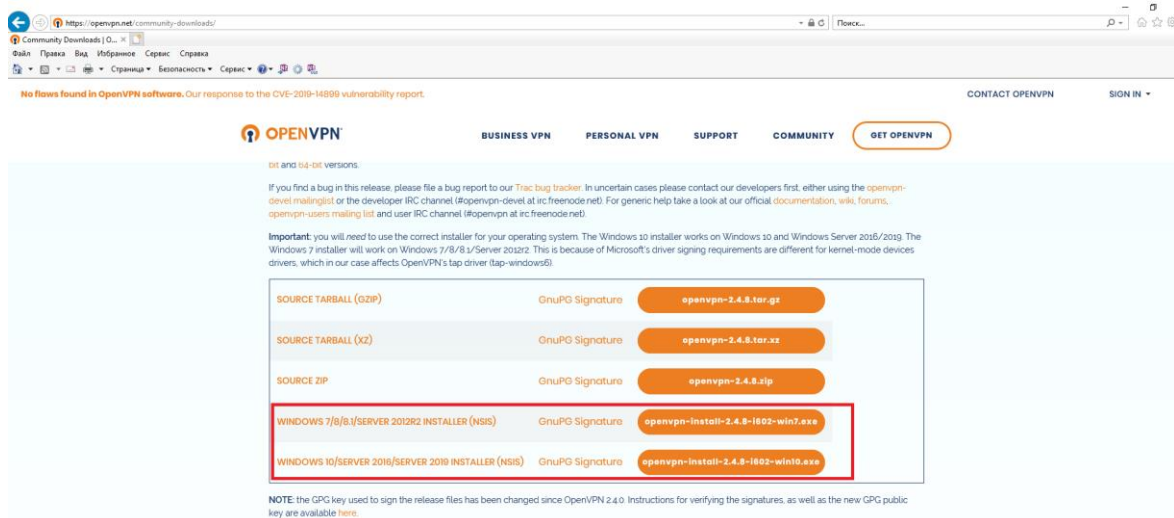 https://openvpn.net/community-downloads/
Поиск...
Community Downloads | O...
Файл Правка Вид Избранное Сервис Справка
Страница Безопасность Сервис
No flaws found in OpenVPN software. Our response to the CVE-2019-14899 vulnerability report.
CONTACT OPENVPN SIGN IN
OPENVPN
BUSINESS VPN PERSONAL VPN SUPPORT COMMUNITY GET OPENVPN
bit and 64-bit versions.
If you find a bug in this release, please file a bug report to our Trac bug tracker. In uncertain cases please contact our developers first, either using the openvpn-
devel mailinglist or the developer IRC channel (#openvpn-devel at irc.freenode.net). For generic help take a look at our official documentation, wiki, forums,
openvpn-users mailing list and user IRC channel (#openvpn at irc.freenode.net).
Important: you will need to use the correct installer for your operating system. The Windows 10 installer works on Windows 10 and Windows Server 2016/2019. The
Windows 7 installer will work on Windows 7/8/8.1/Server 2012r2. This is because of Microsoft's driver signing requirements are different for kernel-mode devices
drivers, which in our case affects OpenVPN's tap driver (tap-windows6).
SOURCE TARBALL (GZIP) GnuPG Signature openvpn-2.4.8.tar.gz
SOURCE TARBALL (XZ) GnuPG Signature openvpn-2.4.8.tar.xz
SOURCE ZIP GnuPG Signature openvpn-2.4.8.zip
WINDOWS 7/8/8.1/SERVER 2012R2 INSTALLER (NSIS) GnuPG Signature openvpn-install-2.4.8-I602-win7.exe
WINDOWS 10/SERVER 2016/SERVER 2019 INSTALLER (NSIS) GnuPG Signature openvpn-install-2.4.8-I602-win10.exe
NOTE: the GPG key used to sign the release files has been changed since OpenVPN 2.4.0. Instructions for verifying the signatures, as well as the new GPG public
key are available here.